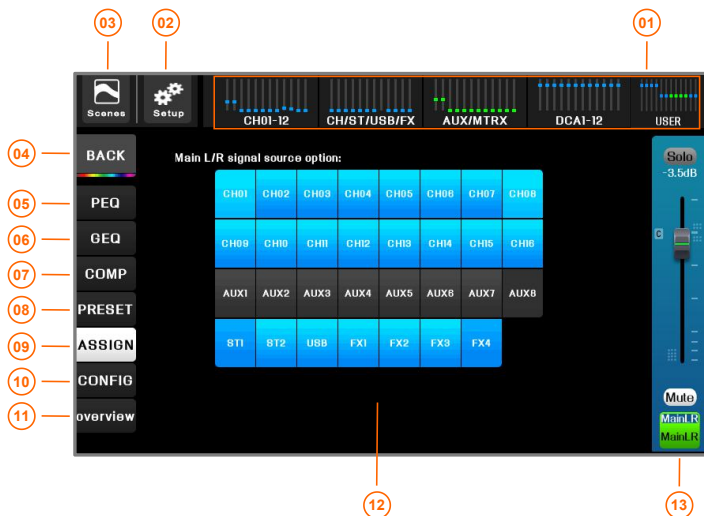 03
02
01
Scenes
Setup
CH01-12
CH/ST/USB/FX
AUX/MTRX
DCA1-12
USER
04
BACK
Main L/R signal source option:
Solo
-3.5dB
CH01 CH02 CH03 CH04 CH05 CH06 CH07 CH08
05
PEQ
06
GEQ
C
CH09 CH10 CH11 CH12 CH13 CH14 CH15 CH16
07
COMP
AUX1 AUX2 AUX3 AUX4 AUX5 AUX6 AUX7 AUX8
08
PRESET
09
ASSIGN
ST1 ST2 USB FX1 FX2 FX3 FX4
10
CONFIG
Mute
11
overview
MainLR
MainLR
12
13